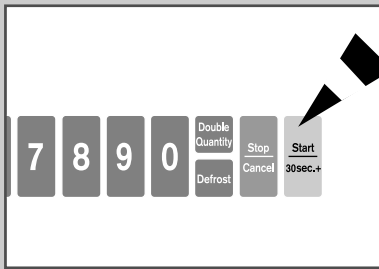 7 8 9 0
Double
Quantity
Defrost
Stop
Cancel
Start
30sec.+